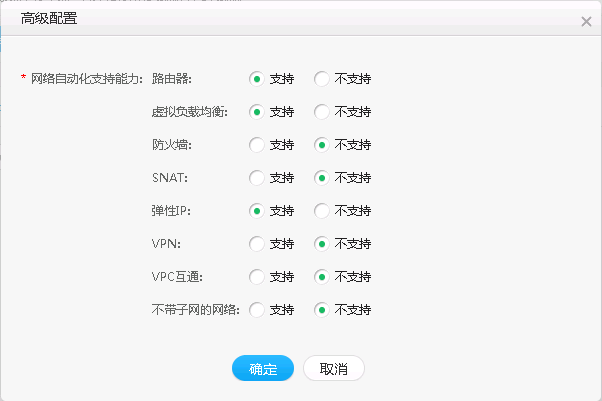 高级配置
* 网络自动化支持能力: 路由器: 支持 不支持
虚拟负载均衡: 支持 不支持
防火墙: 支持 不支持
SNAT: 支持 不支持
弹性IP: 支持 不支持
VPN: 支持 不支持
VPC互通: 支持 不支持
不带子网的网络: 支持 不支持
确定 取消